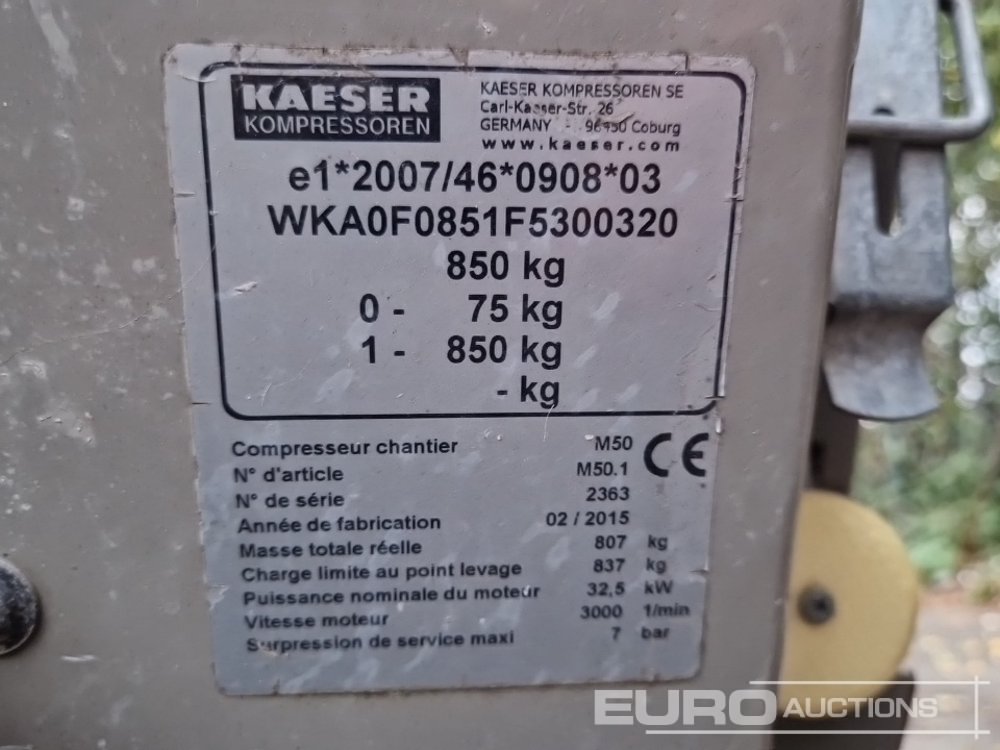 KAESER
KOMPRESSOREN
KAESER KOMPRESSOREN SE
Carl-Kaeser-Str. 26
GERMANY - 96450 Coburg
www.kaeser.com
e1*2007/46*0908*03
WKA0F0851F5300320
850 kg
0 - 75 kg
1 - 850 kg
- kg
Compresseur chantier M50
N° d'article M50.1
N° de série 2363
Année de fabrication 02 / 2015
Masse totale réelle 807 kg
Charge limite au point levage 837 kg
Puissance nominale du moteur 32,5 kW
Vitesse moteur 3000 1/min
Surpression de service maxi 7 bar
CE
EURO AUCTIONS